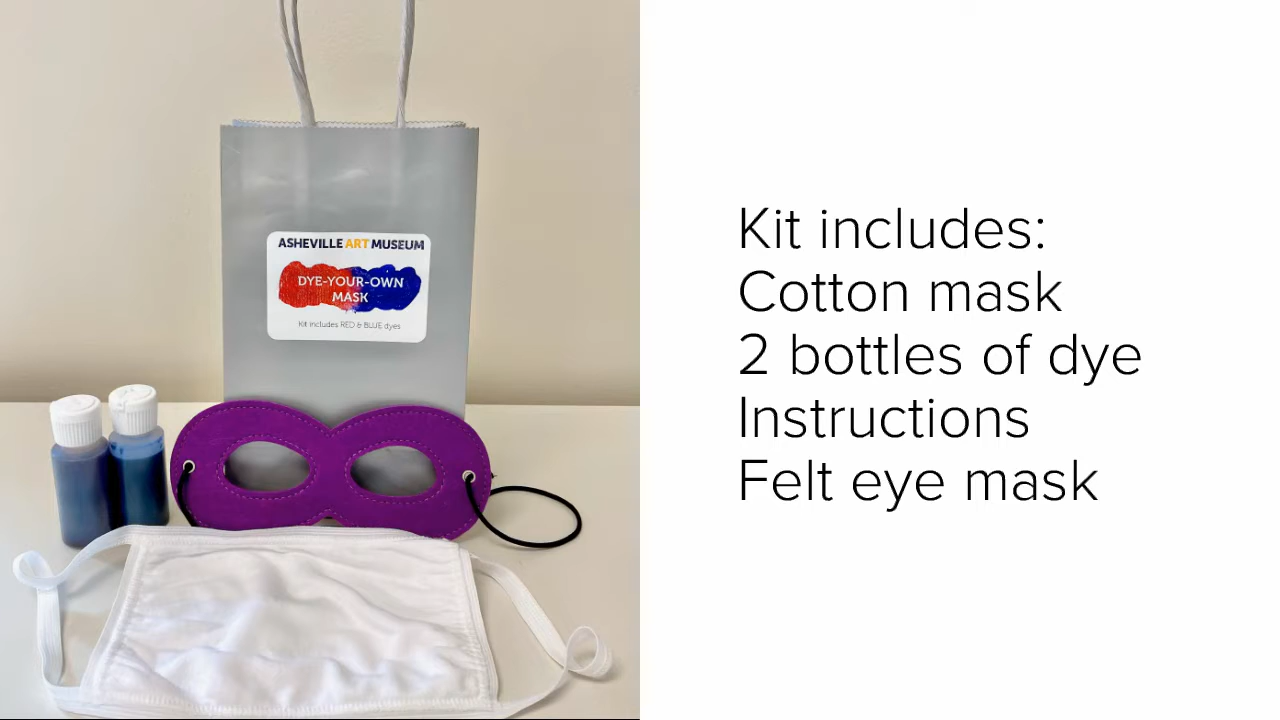 ASHEVILLE ART MUSEUM
DYE-YOUR-OWN
MASK
Kit includes RED & BLUE dyes
Kit includes:
Cotton mask
2 bottles of dye
Instructions
Felt eye mask